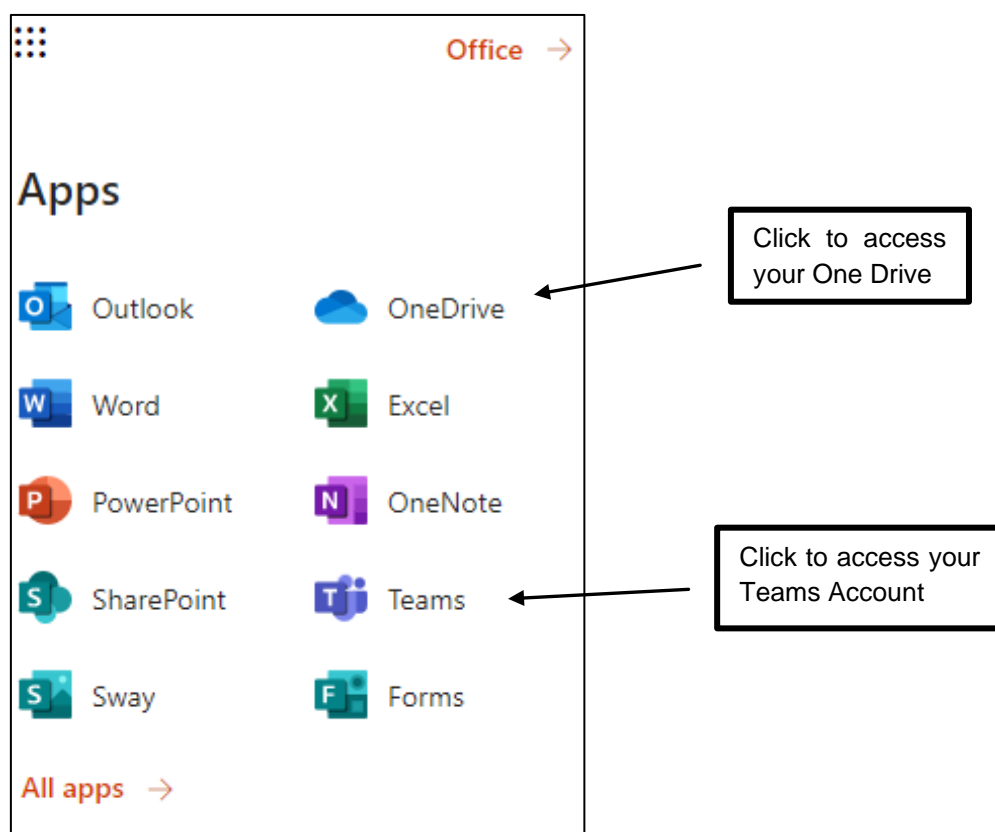 Office →
Apps
Click to access
your One Drive
Outlook
OneDrive
Word
Excel
PowerPoint
OneNote
Click to access your
Teams Account
SharePoint
Teams
Sway
Forms
All apps →